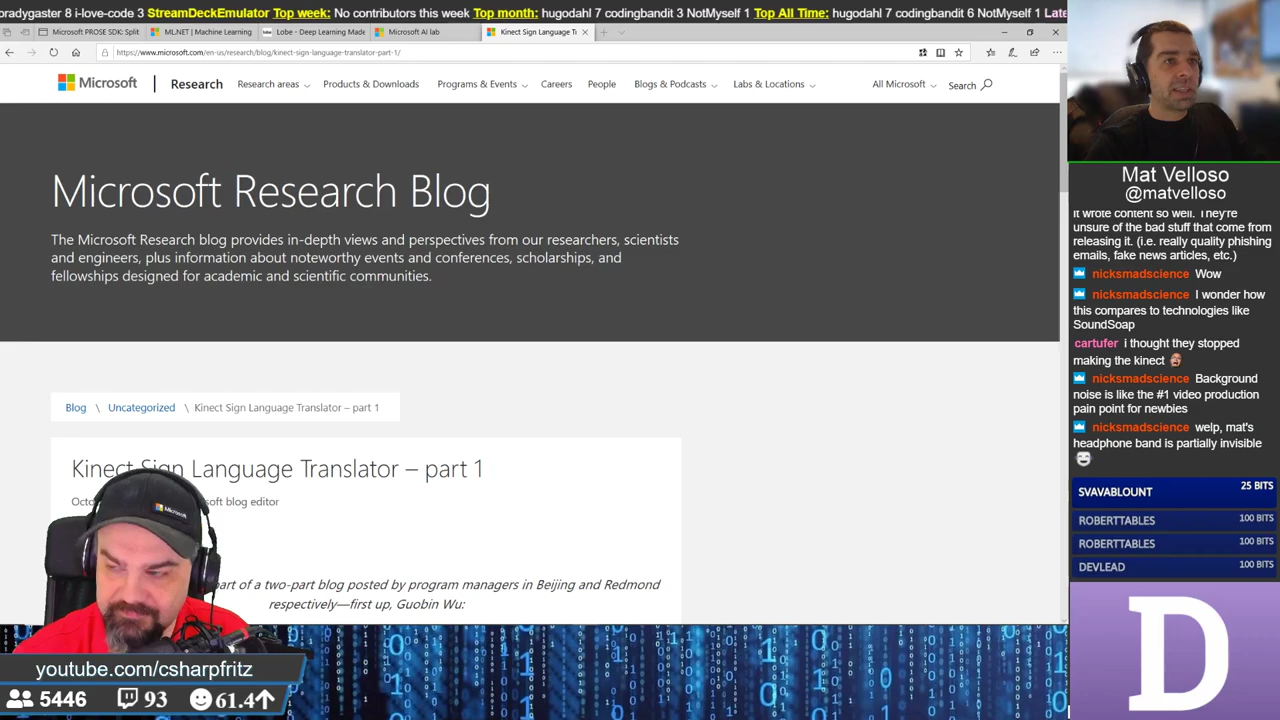 oradygaster 8 i-love-code 3 StreamDeckEmulator Top week: No contributors this week Top month: hugodahl 7 codingbandit 3 NotMyself 1 Top All Time: hugodahl 7 codingbandit 6 NotMyself 1 Late
Microsoft PROSE SDK: Split
ML.NET | Machine Learning
Lobe - Deep Learning Made
Microsoft AI lab
Kinect Sign Language Tr
https://www.microsoft.com/en-us/research/blog/kinect-sign-language-translator-part-1/
Microsoft
Research
Research areas
Products & Downloads
Programs & Events
Careers
People
Blogs & Podcasts
Labs & Locations
All Microsoft
Search
Microsoft Research Blog
The Microsoft Research blog provides in-depth views and perspectives from our researchers, scientists
and engineers, plus information about noteworthy events and conferences, scholarships, and
fellowships designed for academic and scientific communities.
Blog \ Uncategorized \ Kinect Sign Language Translator – part 1
Kinect Sign Language Translator – part 1
Octo soft blog editor
part of a two-part blog posted by program managers in Beijing and Redmond
respectively—first up, Guobin Wu:
Microsoft
youtube.com/csharpfritz
5446 93 61.4
Mat Velloso
@matvelloso
it wrote content so well. They're
unsure of the bad stuff that come from
releasing it. (i.e. really quality phishing
emails, fake news articles, etc.)
nicksmadscience Wow
nicksmadscience I wonder how
this compares to technologies like
SoundSoap
cartufer i thought they stopped
making the kinect
nicksmadscience Background
noise is like the #1 video production
pain point for newbies
nicksmadscience welp, mat's
headphone band is partially invisible
SVAVABLOUNT 25 BITS
ROBERTTABLES 100 BITS
ROBERTTABLES 100 BITS
DEVLEAD 100 BITS
D